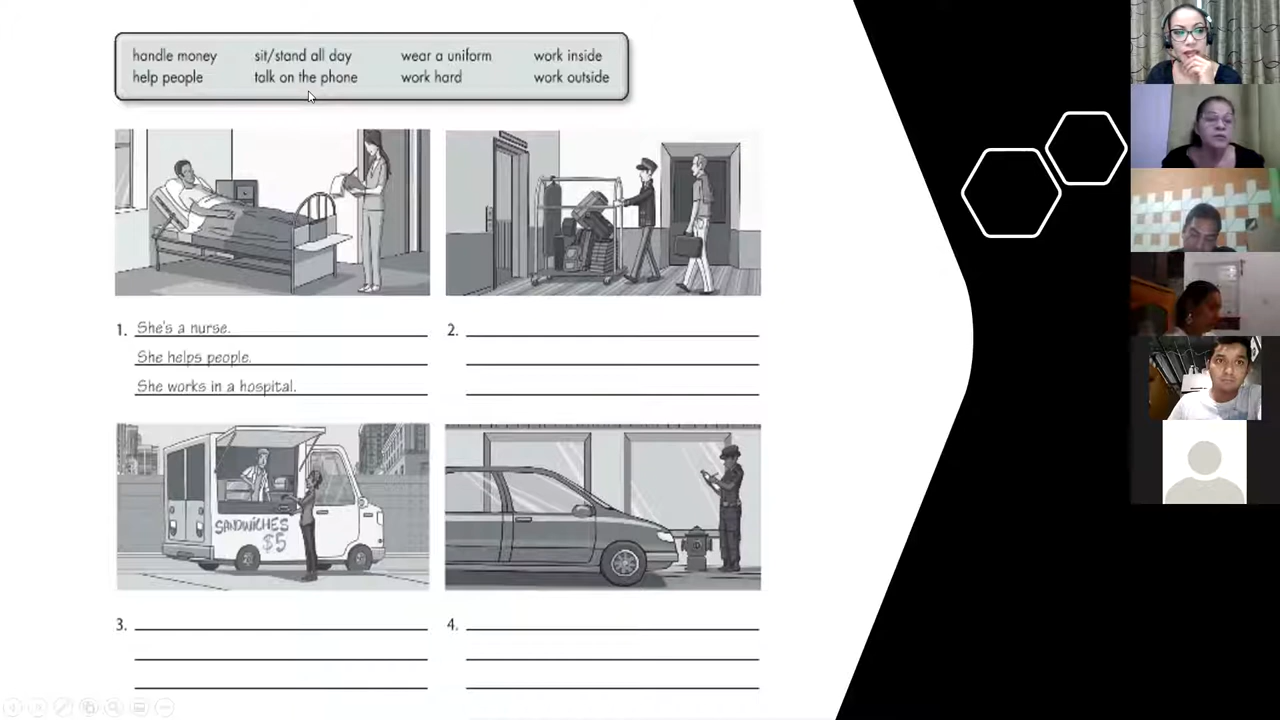 handle money sit/stand all day wear a uniform work inside
help people talk on the phone work hard work outside
1. She's a nurse.
She helps people.
She works in a hospital.
2.
SANDWICHES
$5
3.
4.